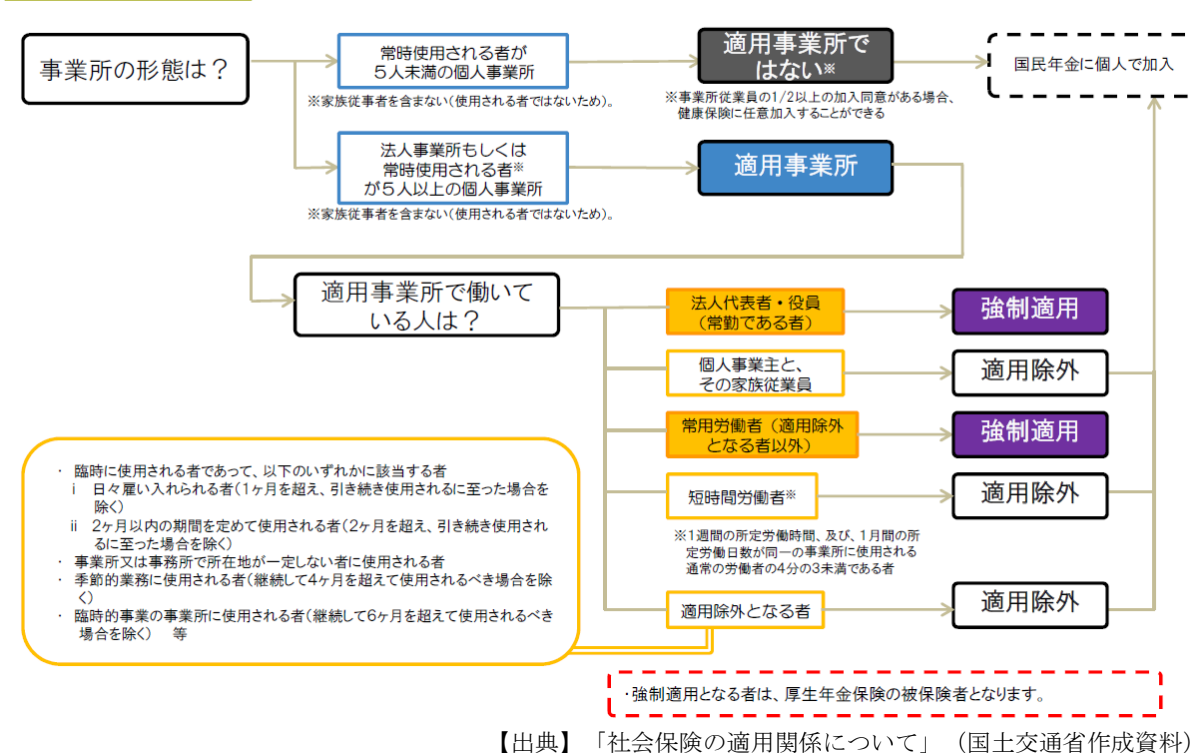 事業所の形態は？
常時使用される者が
５人未満の個人事業所
※家族従事者を含まない(使用される者ではないため)。
適用事業所で
はない※
※事業所従業員の1/2以上の加入同意がある場合、
健康保険に任意加入することができる
国民年金に個人で加入
法人事業所もしくは
常時使用される者※
が５人以上の個人事業所
※家族従事者を含まない(使用される者ではないため)。
適用事業所
適用事業所で働いて
いる人は？
法人代表者・役員
（常勤である者）
強制適用
個人事業主と、
その家族従業員
適用除外
常用労働者（適用除外
となる者以外）
強制適用
短時間労働者※
適用除外
※1週間の所定労働時間、及び、1月間の所
定労働日数が同一の事業所に使用される
通常の労働者の4分の3未満である者
適用除外となる者
適用除外
・ 臨時に使用される者であって、以下のいずれかに該当する者
ⅰ 日々雇い入れられる者(1ヶ月を超え、引き続き使用されるに至った場合を
除く)
ⅱ 2ヶ月以内の期間を定めて使用される者(2ヶ月を超え、引き続き使用され
るに至った場合を除く)
・ 事業所又は事務所で所在地が一定しない者に使用される者
・ 季節的業務に使用される者(継続して4ヶ月を超えて使用されるべき場合を除
く)
・ 臨時的事業の事業所に使用される者(継続して6ヶ月を超えて使用されるべき
場合を除く) 等
・強制適用となる者は、厚生年金保険の被保険者となります。
【出典】「社会保険の適用関係について」（国土交通省作成資料）